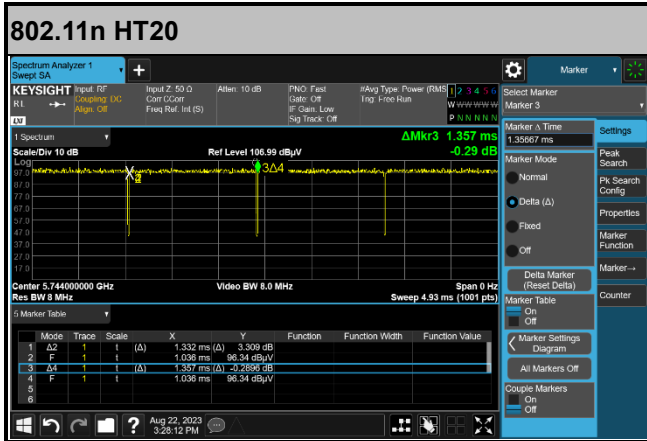 802.11n HT20
Spectrum Analyzer 1
Swept SA
+
Marker
KEYSIGHT
RL
LXI
Input: RF
Coupling: DC
Align: Off
Input Z: 50 Ω
Corr CCorr
Freq Ref: Int (S)
Atten: 10 dB
PNO: Fast
Gate: Off
IF Gain: Low
Sig Track: Off
#Avg Type: Power (RMS
Trig: Free Run
1 2 3 4 5 6
W W W W W W
P N N N N N
Select Marker
Marker 3
1 Spectrum
Scale/Div 10 dB
Ref Level 106.99 dBµV
ΔMkr3 1.357 ms
-0.29 dB
Log
97.0
87.0
77.0
67.0
57.0
47.0
37.0
27.0
17.0
3Δ4
Center 5.744000000 GHz
Res BW 8 MHz
Video BW 8.0 MHz
Span 0 Hz
Sweep 4.93 ms (1001 pts)
5 Marker Table
Mode Trace Scale X Y Function Function Width Function Value
1 Δ2 1 t (Δ) 1.332 ms (Δ) 3.309 dB
2 F 1 t 1.036 ms 96.34 dBµV
3 Δ4 1 t (Δ) 1.357 ms (Δ) -0.2896 dB
4 F 1 t 1.036 ms 96.34 dBµV
5
6
Marker Δ Time
1.35667 ms
Marker Mode
Normal
Delta (Δ)
Fixed
Off
Delta Marker
(Reset Delta)
Marker Table
On
Off
Marker Settings
Diagram
All Markers Off
Couple Markers
On
Off
Settings
Peak
Search
Pk Search
Config
Properties
Marker
Function
Marker→
Counter
?
Aug 22, 2023
3:28:12 PM